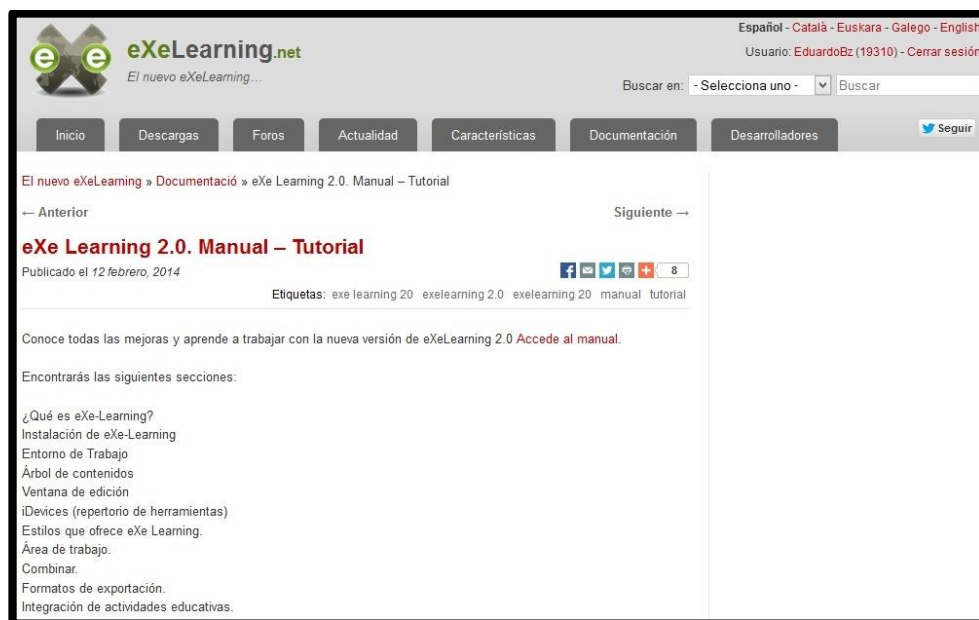 Español - Català - Euskara - Galego - English
e e
eXeLearning.net
El nuevo eXeLearning...
Usuario: EduardoBz (19310) - Cerrar sesión
Buscar en: - Selecciona uno - Buscar
Inicio Descargas Foros Actualidad Características Documentación Desarrolladores Seguir
El nuevo eXeLearning » Documentació » eXe Learning 2.0. Manual – Tutorial
← Anterior Siguiente →
eXe Learning 2.0. Manual – Tutorial
Publicado el 12 febrero, 2014 8
Etiquetas: exe learning 20 exelearning 2.0 exelearning 20 manual tutorial
Conoce todas las mejoras y aprende a trabajar con la nueva versión de eXeLearning 2.0 Accede al manual.
Encontrarás las siguientes secciones:
¿Qué es eXe-Learning?
Instalación de eXe-Learning
Entorno de Trabajo
Árbol de contenidos
Ventana de edición
iDevices (repertorio de herramientas)
Estilos que ofrece eXe Learning.
Área de trabajo.
Combinar.
Formatos de exportación.
Integración de actividades educativas.